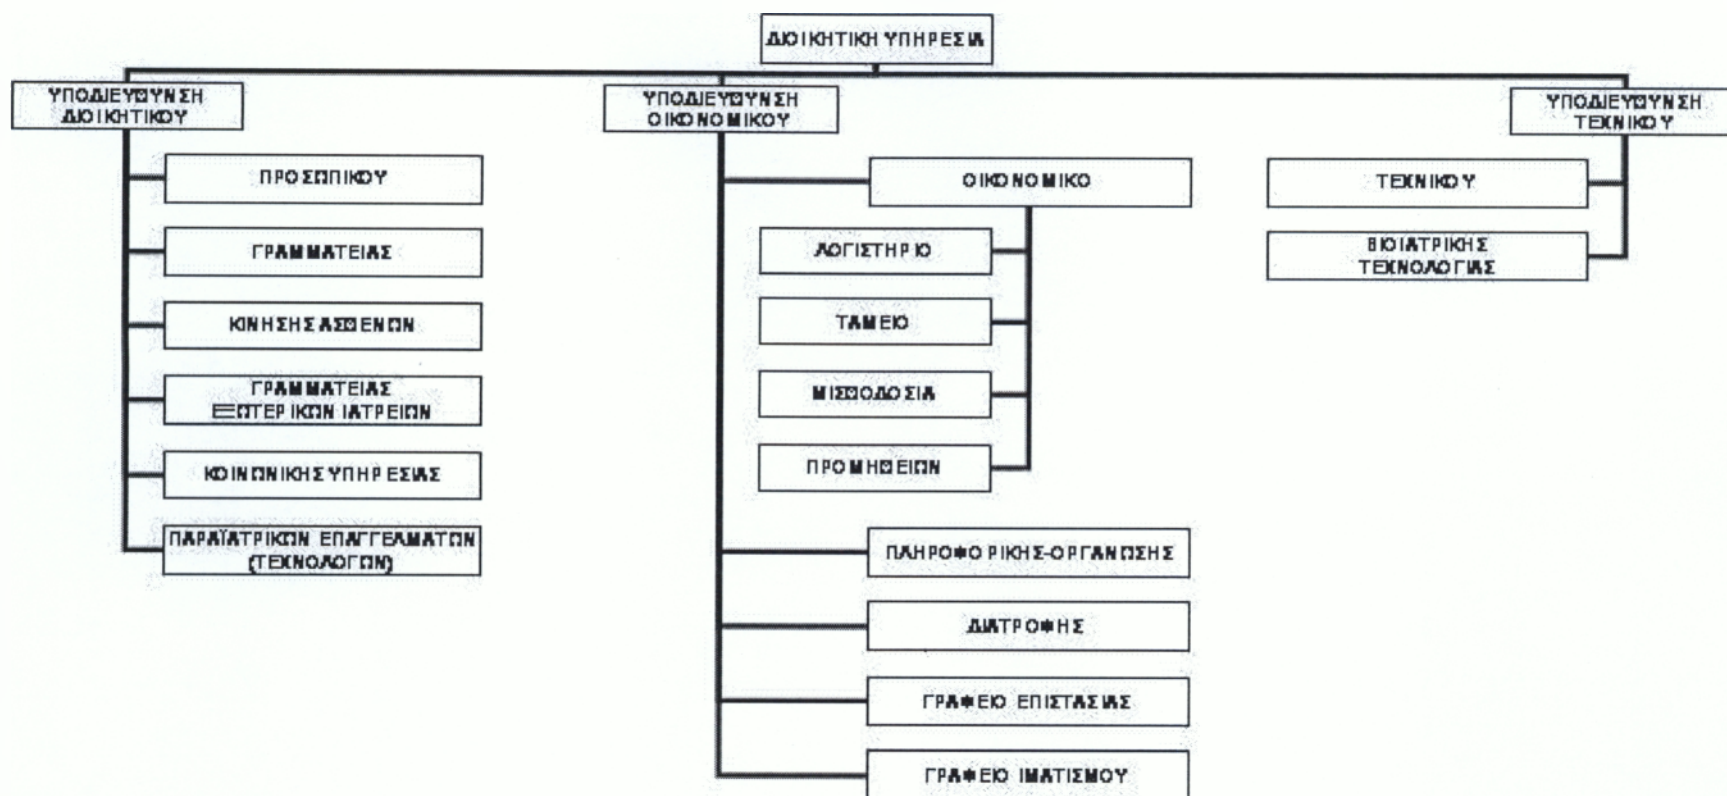 ΔΙΟΙΚΗΤΙΚΗ ΥΠΗΡΕΣΙΑ
ΥΠΟΔΙΕΥΘΥΝΣΗ
ΔΙΟΙΚΗΤΙΚΟΥ
ΠΡΟΣΩΠΙΚΟΥ
ΓΡΑΜΜΑΤΕΙΑΣ
ΚΙΝΗΣΗΣ ΑΣΘΕΝΩΝ
ΓΡΑΜΜΑΤΕΙΑΣ
ΕΞΩΤΕΡΙΚΩΝ ΙΑΤΡΕΙΩΝ
ΚΟΙΝΩΝΙΚΗΣ ΥΠΗΡΕΣΙΑΣ
ΠΑΡΑΪΑΤΡΙΚΩΝ ΕΠΑΓΓΕΛΜΑΤΩΝ
(ΤΕΧΝΟΛΟΓΩΝ)
ΥΠΟΔΙΕΥΘΥΝΣΗ
ΟΙΚΟΝΟΜΙΚΟΥ
ΟΙΚΟΝΟΜΙΚΟ
ΛΟΓΙΣΤΗΡΙΟ
ΤΑΜΕΙΟ
ΜΙΣΘΟΔΟΣΙΑ
ΠΡΟΜΗΘΕΙΩΝ
ΠΛΗΡΟΦΟΡΙΚΗΣ-ΟΡΓΑΝΩΣΗΣ
ΔΙΑΤΡΟΦΗΣ
ΓΡΑΦΕΙΟ ΕΠΙΣΤΑΣΙΑΣ
ΓΡΑΦΕΙΟ ΙΜΑΤΙΣΜΟΥ
ΥΠΟΔΙΕΥΘΥΝΣΗ
ΤΕΧΝΙΚΟΥ
ΤΕΧΝΙΚΟΥ
ΒΙΟΙΑΤΡΙΚΗΣ
ΤΕΧΝΟΛΟΓΙΑΣ